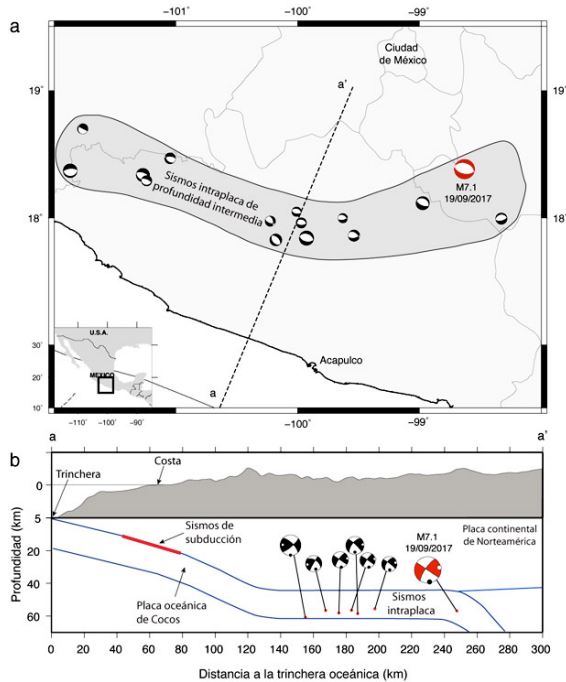 a
−101°
−100°
−99°
Ciudad
de México
a'
19°
19°
Sismos intraplaca de
profundidad intermedia
M7.1
19/09/2017
18°
18°
U.S.A.
MÉXICO
30°
20°
10°
−110°
−100°
−90°
Acapulco
a
−100°
−99°
b
a
a'
Costa
Trinchera
0
5
20
40
60
Profundidad (km)
Sismos de
subducción
Placa oceánica
de Cocos
M7.1
19/09/2017
Placa continental
de Norteamérica
Sismos
intraplaca
0
20
40
60
80
100
120
140
160
180
200
220
240
260
280
300
Distancia a la trinchera oceánica (km)